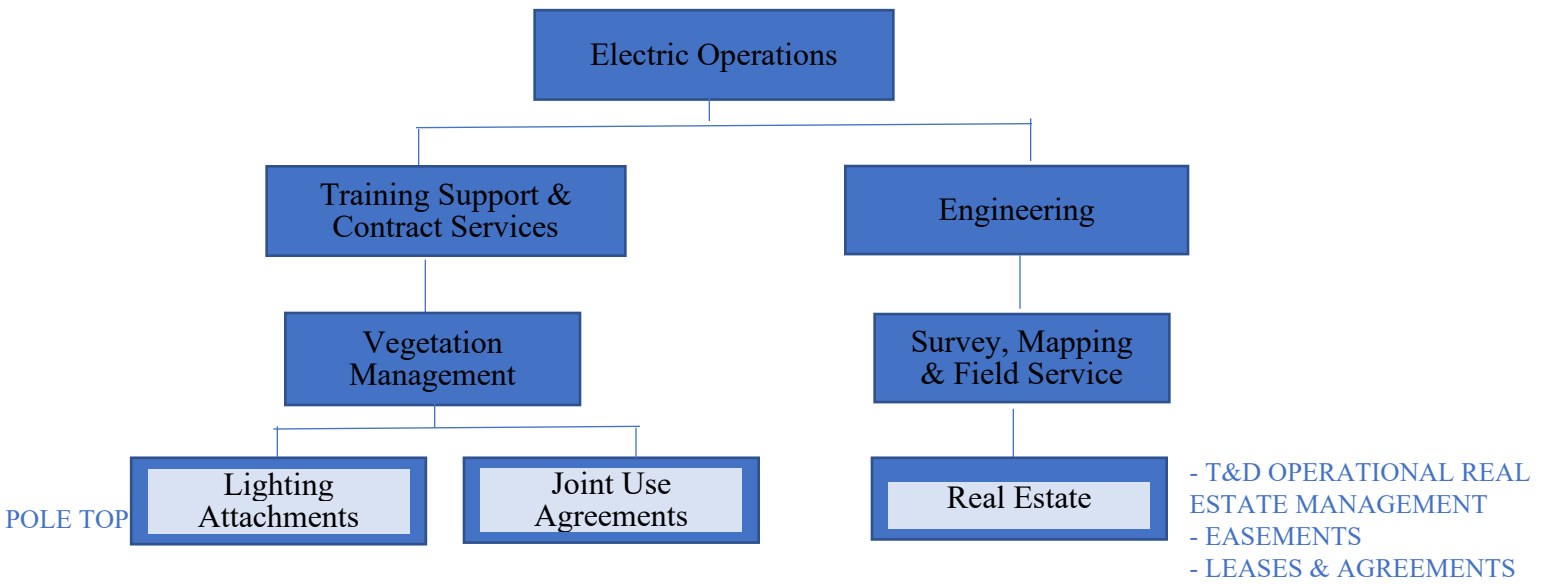 Electric Operations
Training Support &
Contract Services
Engineering
Vegetation
Management
Survey, Mapping
& Field Service
Lighting
Attachments
Joint Use
Agreements
Real Estate
POLE TOP
- T&D OPERATIONAL REAL
ESTATE MANAGEMENT
- EASEMENTS
- LEASES & AGREEMENTS